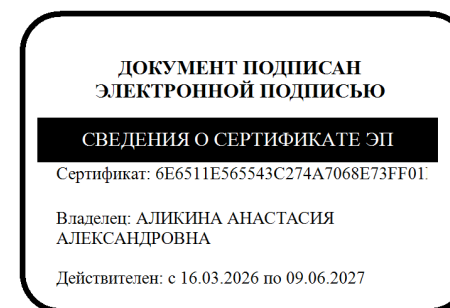 ДОКУМЕНТ ПОДПИСАН
ЭЛЕКТРОННОЙ ПОДПИСЬЮ
СВЕДЕНИЯ О СЕРТИФИКАТЕ ЭП
Сертификат: 6E6511E565543C274A7068E73FF01
Владелец: АЛИКИНА АНАСТАСИЯ
АЛЕКСАНДРОВНА
Действителен: с 16.03.2026 по 09.06.2027